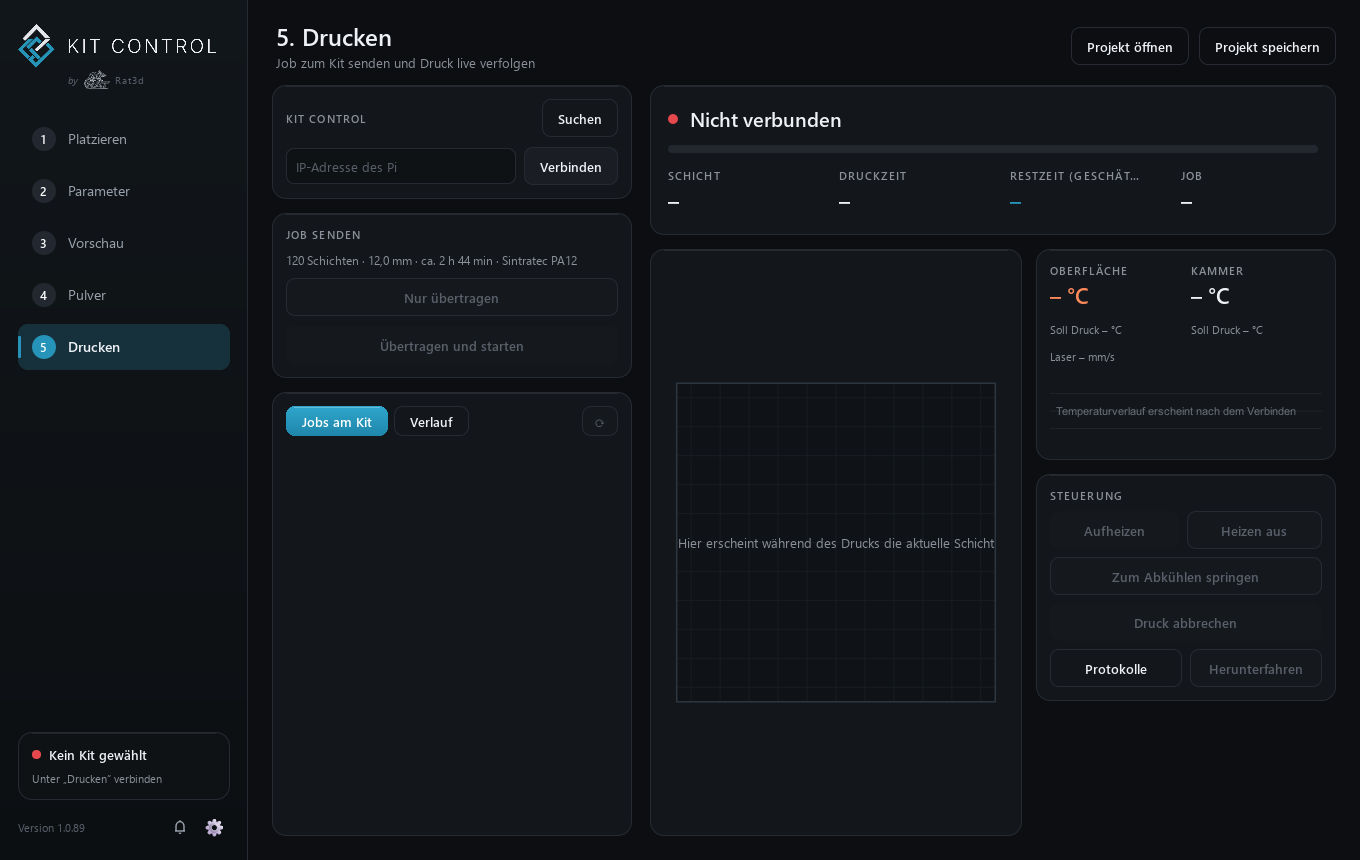 KIT CONTROL
by Rat3d
1 Platzieren
2 Parameter
3 Vorschau
4 Pulver
5 Drucken
Kein Kit gewählt
Unter „Drucken“ verbinden
Version 1.0.89
5. Drucken
Job zum Kit senden und Druck live verfolgen
Projekt öffnen
Projekt speichern
KIT CONTROL
Suchen
IP-Adresse des Pi
Verbinden
JOB SENDEN
120 Schichten · 12,0 mm · ca. 2 h 44 min · Sintratec PA12
Nur übertragen
Übertragen und starten
Jobs am Kit
Verlauf
Nicht verbunden
SCHICHT
–
DRUCKZEIT
–
RESTZEIT (GESCHÄT...
–
JOB
–
Hier erscheint während des Drucks die aktuelle Schicht
OBERFLÄCHE
– °C
Soll Druck – °C
Laser – mm/s
KAMMER
– °C
Soll Druck – °C
Temperaturverlauf erscheint nach dem Verbinden
STEUERUNG
Aufheizen
Heizen aus
Zum Abkühlen springen
Druck abbrechen
Protokolle
Herunterfahren